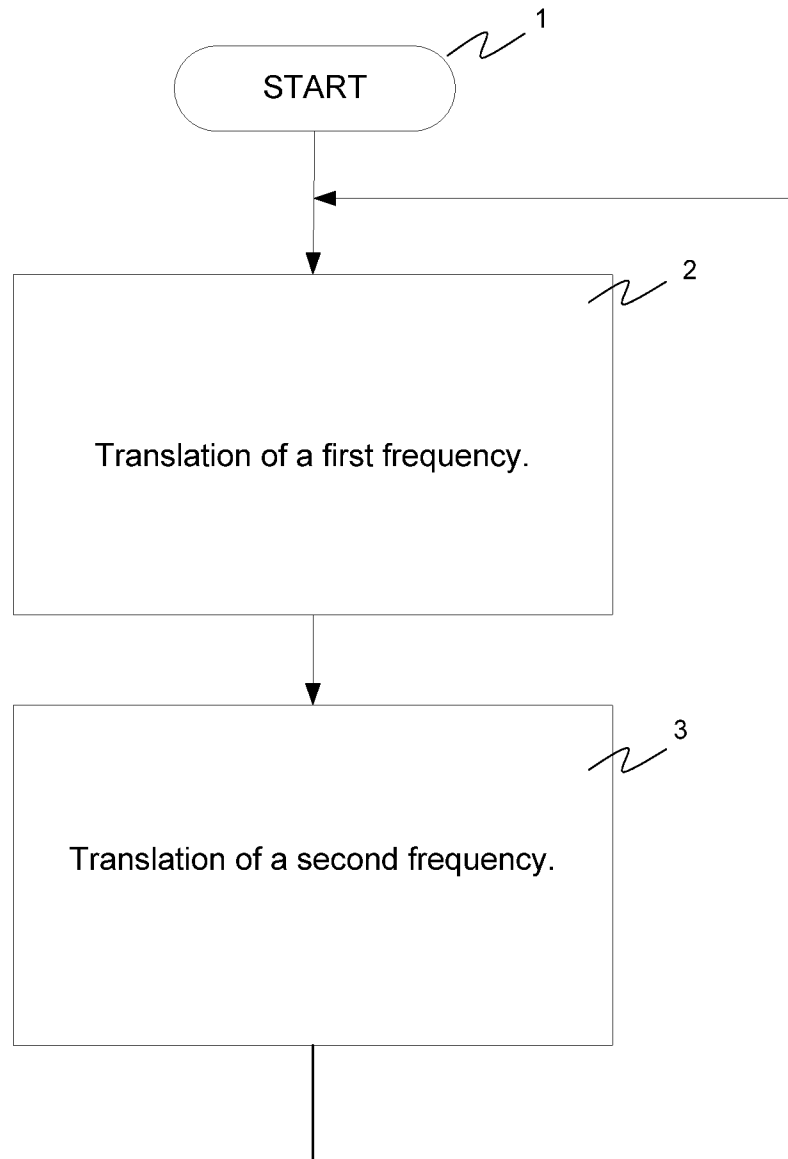 1
START
2
Translation of a first frequency.
3
Translation of a second frequency.